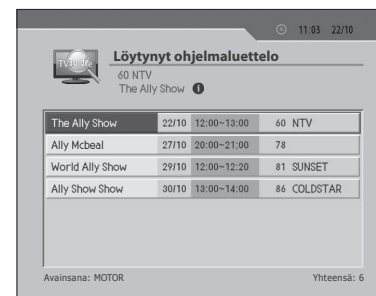 11:03 22/10
TVGuide
Löytynyt ohjelmaluettelo
60 NTV
The Ally Show i
The Ally Show 22/10 12:00~13:00 60 NTV
Ally Mcbeal 27/10 20:00~21:00 78
World Ally Show 29/10 12:00~12:20 81 SUNSET
Ally Show Show 30/10 13:00~14:00 86 COLDSTAR
Avainsana: MOTOR Yhteensä: 6